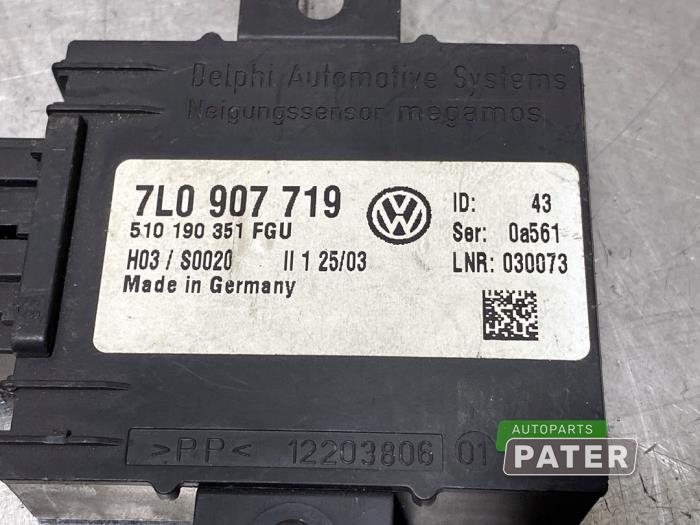 Delphi Automotive Systems
Neigungssensor megamos
7L0 907 719
510 190 351 FGU
H03 / S0020 II 1 25/03
Made in Germany
ID: 43
Ser: 0a561
LNR: 030073
>PP< 12203806 01
AUTOPARTS
PATER